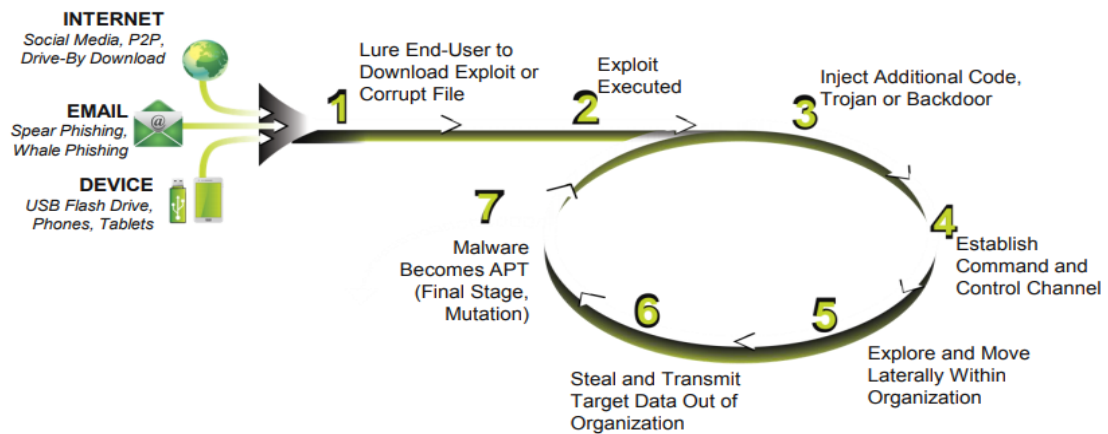 INTERNET
Social Media, P2P,
Drive-By Download
EMAIL
Spear Phishing,
Whale Phishing
@
DEVICE
USB Flash Drive,
Phones, Tablets
1
Lure End-User to
Download Exploit or
Corrupt File
2
Exploit
Executed
3
Inject Additional Code,
Trojan or Backdoor
4
Establish
Command and
Control Channel
5
Explore and Move
Laterally Within
Organization
6
Steal and Transmit
Target Data Out of
Organization
7
Malware
Becomes APT
(Final Stage,
Mutation)